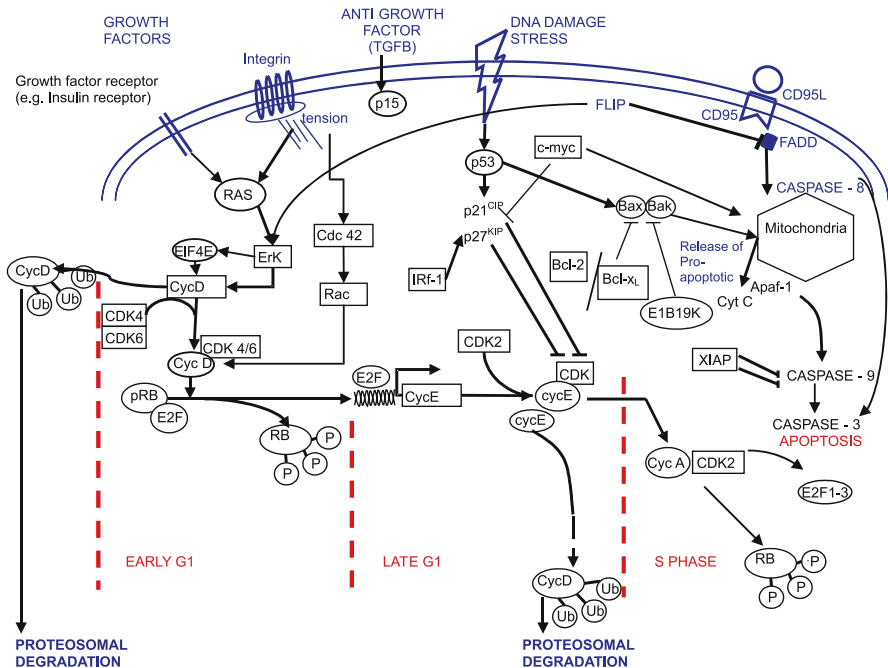 GROWTH
FACTORS
ANTI GROWTH
FACTOR
(TGFB)
DNA DAMAGE
STRESS
Integrin
Growth factor receptor
(e.g. Insulin receptor)
tension
p15
FLIP
CD95L
CD95
FADD
CASPASE - 8
RAS
p53
c-myc
p21CIP
p27KIP
Bax
Bak
Mitochondria
Cdc 42
EIF4E
ErK
IRf-1
Bcl-2
Bcl-xL
Release of
Pro-
apoptotic
Apaf-1
Cyt C
CycD
Ub
Ub
Ub
CycD
Rac
E1B19K
CDK4
CDK6
CDK 4/6
Cyc D
CDK2
XIAP
CASPASE - 9
E2F
CDK
cycE
CycE
cycE
pRB
E2F
RB
P
P
P
CASPASE - 3
APOPTOSIS
Cyc A
CDK2
E2F1-3
EARLY G1
LATE G1
S PHASE
RB
P
P
P
CycD
Ub
Ub
Ub
PROTEOSOMAL
DEGRADATION
PROTEOSOMAL
DEGRADATION